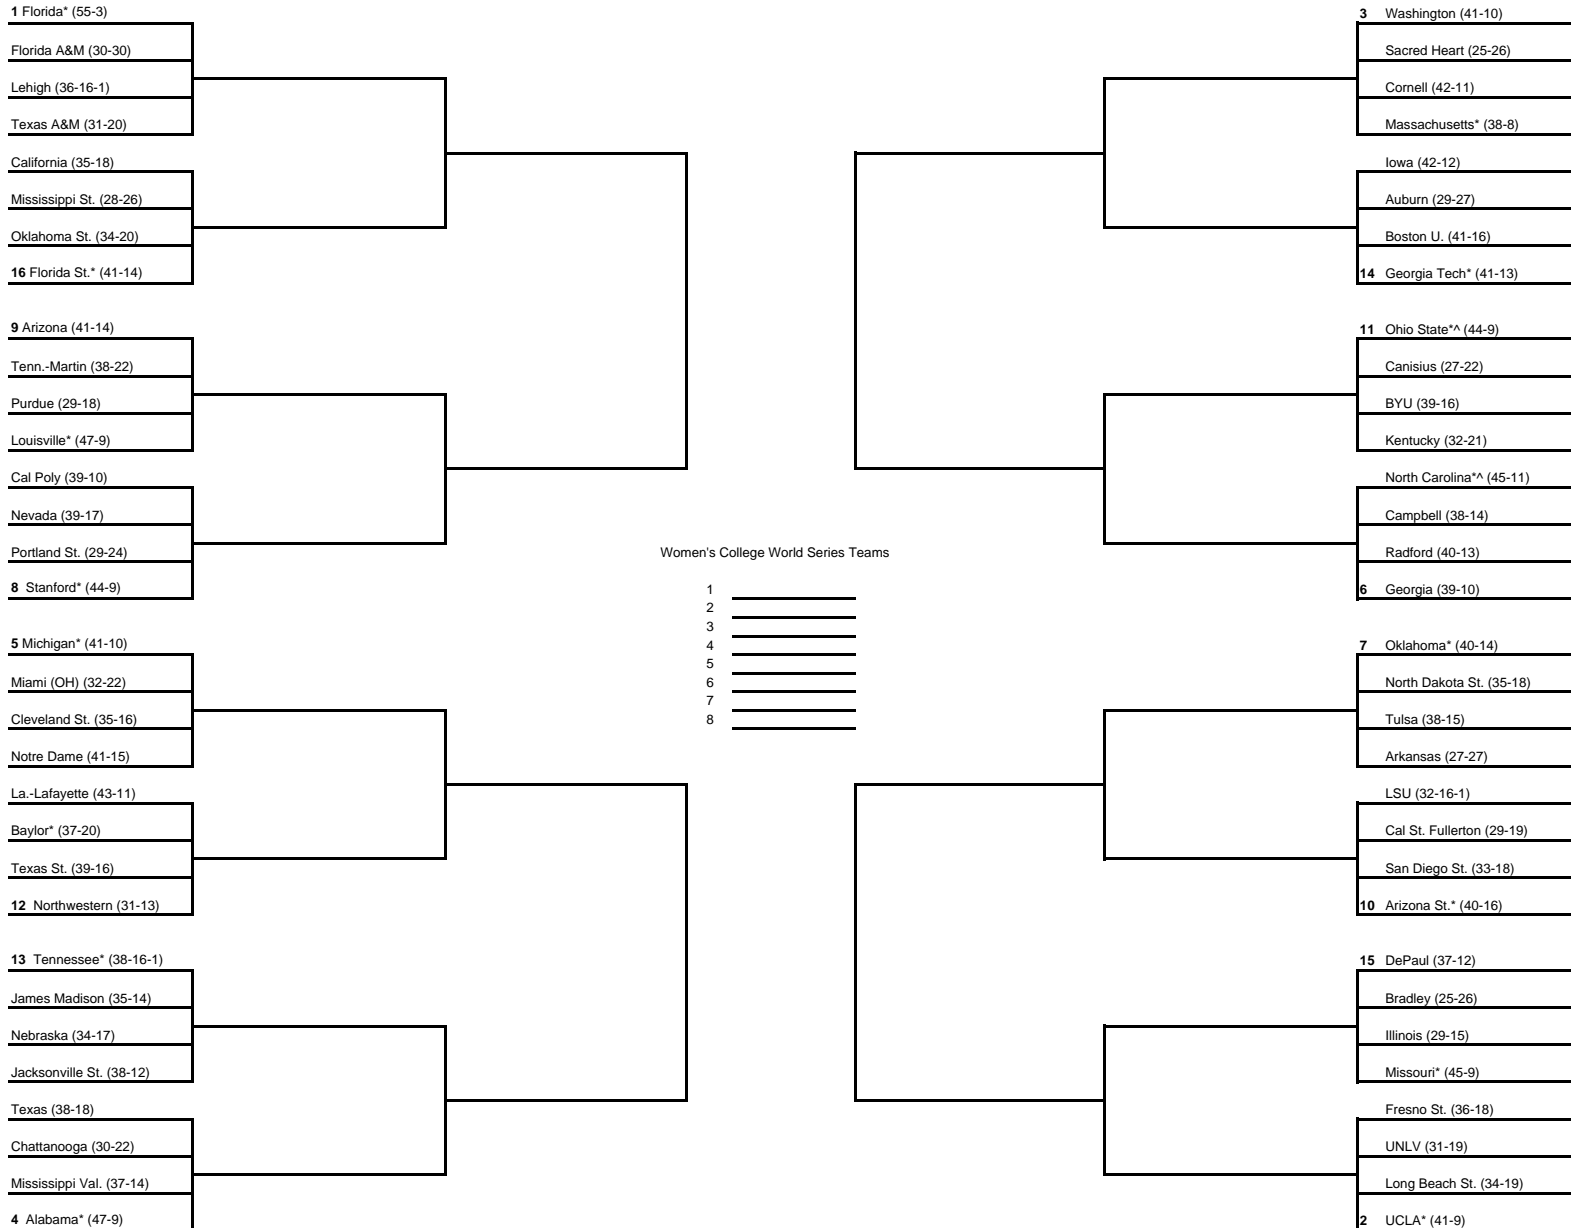 1 Florida* (55-3)
Florida A&M (30-30)
Lehigh (36-16-1)
Texas A&M (31-20)
California (35-18)
Mississippi St. (28-26)
Oklahoma St. (34-20)
16 Florida St.* (41-14)
9 Arizona (41-14)
Tenn.-Martin (38-22)
Purdue (29-18)
Louisville* (47-9)
Cal Poly (39-10)
Nevada (39-17)
Portland St. (29-24)
8 Stanford* (44-9)
5 Michigan* (41-10)
Miami (OH) (32-22)
Cleveland St. (35-16)
Notre Dame (41-15)
La.-Lafayette (43-11)
Baylor* (37-20)
Texas St. (39-16)
12 Northwestern (31-13)
13 Tennessee* (38-16-1)
James Madison (35-14)
Nebraska (34-17)
Jacksonville St. (38-12)
Texas (38-18)
Chattanooga (30-22)
Mississippi Val. (37-14)
4 Alabama* (47-9)
Women's College World Series Teams
1
2
3
4
5
6
7
8
3 Washington (41-10)
Sacred Heart (25-26)
Cornell (42-11)
Massachusetts* (38-8)
Iowa (42-12)
Auburn (29-27)
Boston U. (41-16)
14 Georgia Tech* (41-13)
11 Ohio State*^ (44-9)
Canisius (27-22)
BYU (39-16)
Kentucky (32-21)
North Carolina*^ (45-11)
Campbell (38-14)
Radford (40-13)
6 Georgia (39-10)
7 Oklahoma* (40-14)
North Dakota St. (35-18)
Tulsa (38-15)
Arkansas (27-27)
LSU (32-16-1)
Cal St. Fullerton (29-19)
San Diego St. (33-18)
10 Arizona St.* (40-16)
15 DePaul (37-12)
Bradley (25-26)
Illinois (29-15)
Missouri* (45-9)
Fresno St. (36-18)
UNLV (31-19)
Long Beach St. (34-19)
2 UCLA* (41-9)